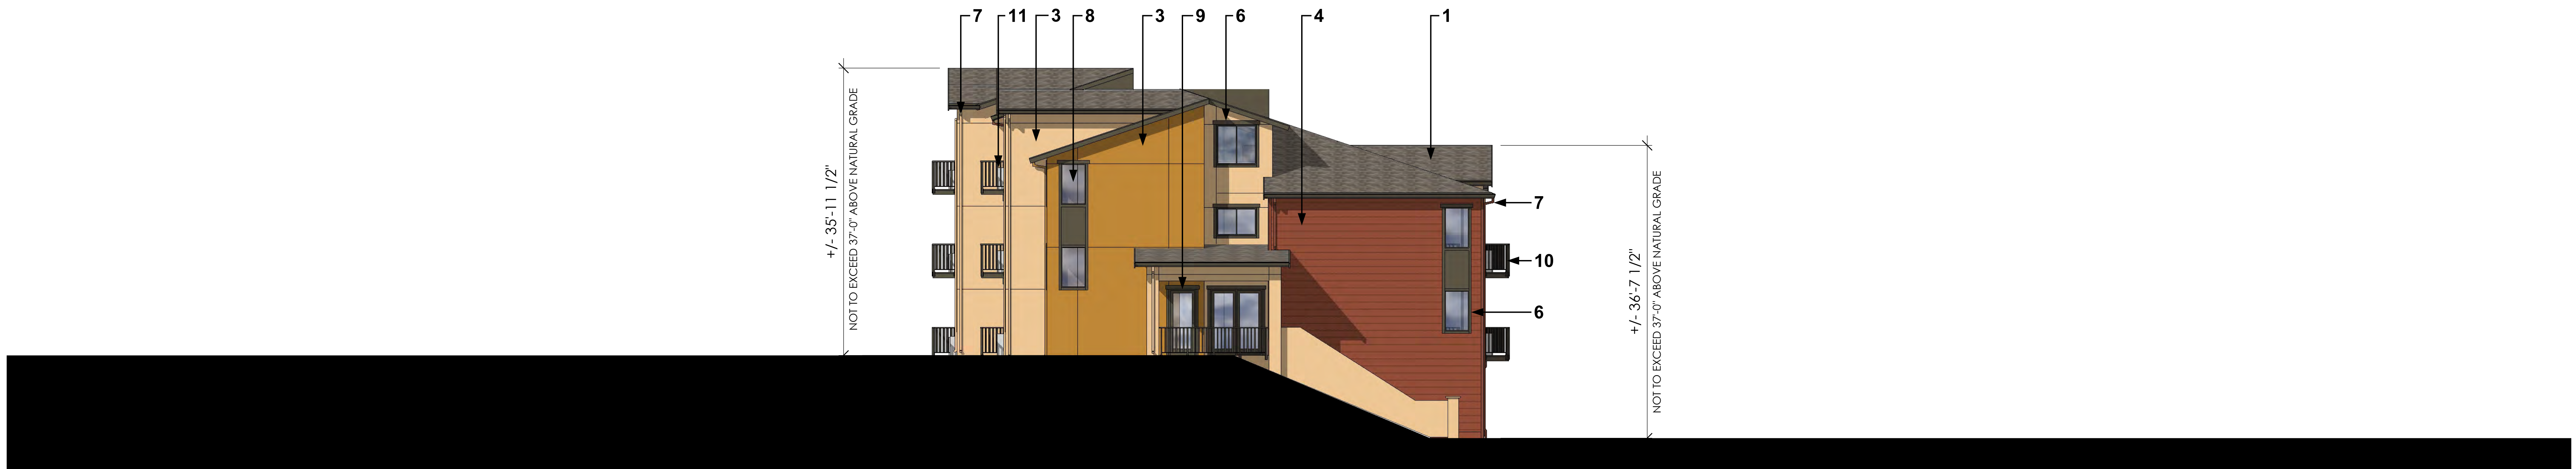 7 11 3 8 3 9 6 4 1
+/- 35'-11 1/2"
NOT TO EXCEED 37'-0" ABOVE NATURAL GRADE
7
10
6
+/- 36'-7 1/2"
NOT TO EXCEED 37'-0" ABOVE NATURAL GRADE